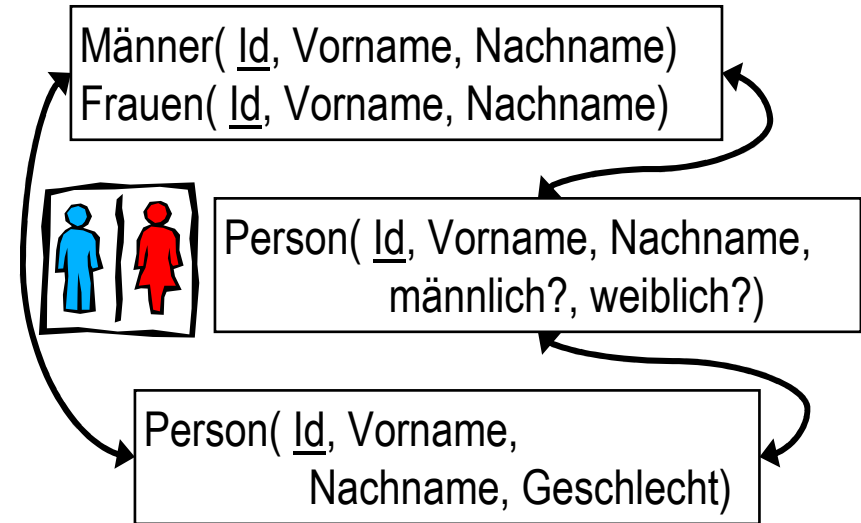 Männer( Id, Vorname, Nachname)
Frauen( Id, Vorname, Nachname)
Person( Id, Vorname, Nachname,
männlich?, weiblich?)
Person( Id, Vorname,
Nachname, Geschlecht)